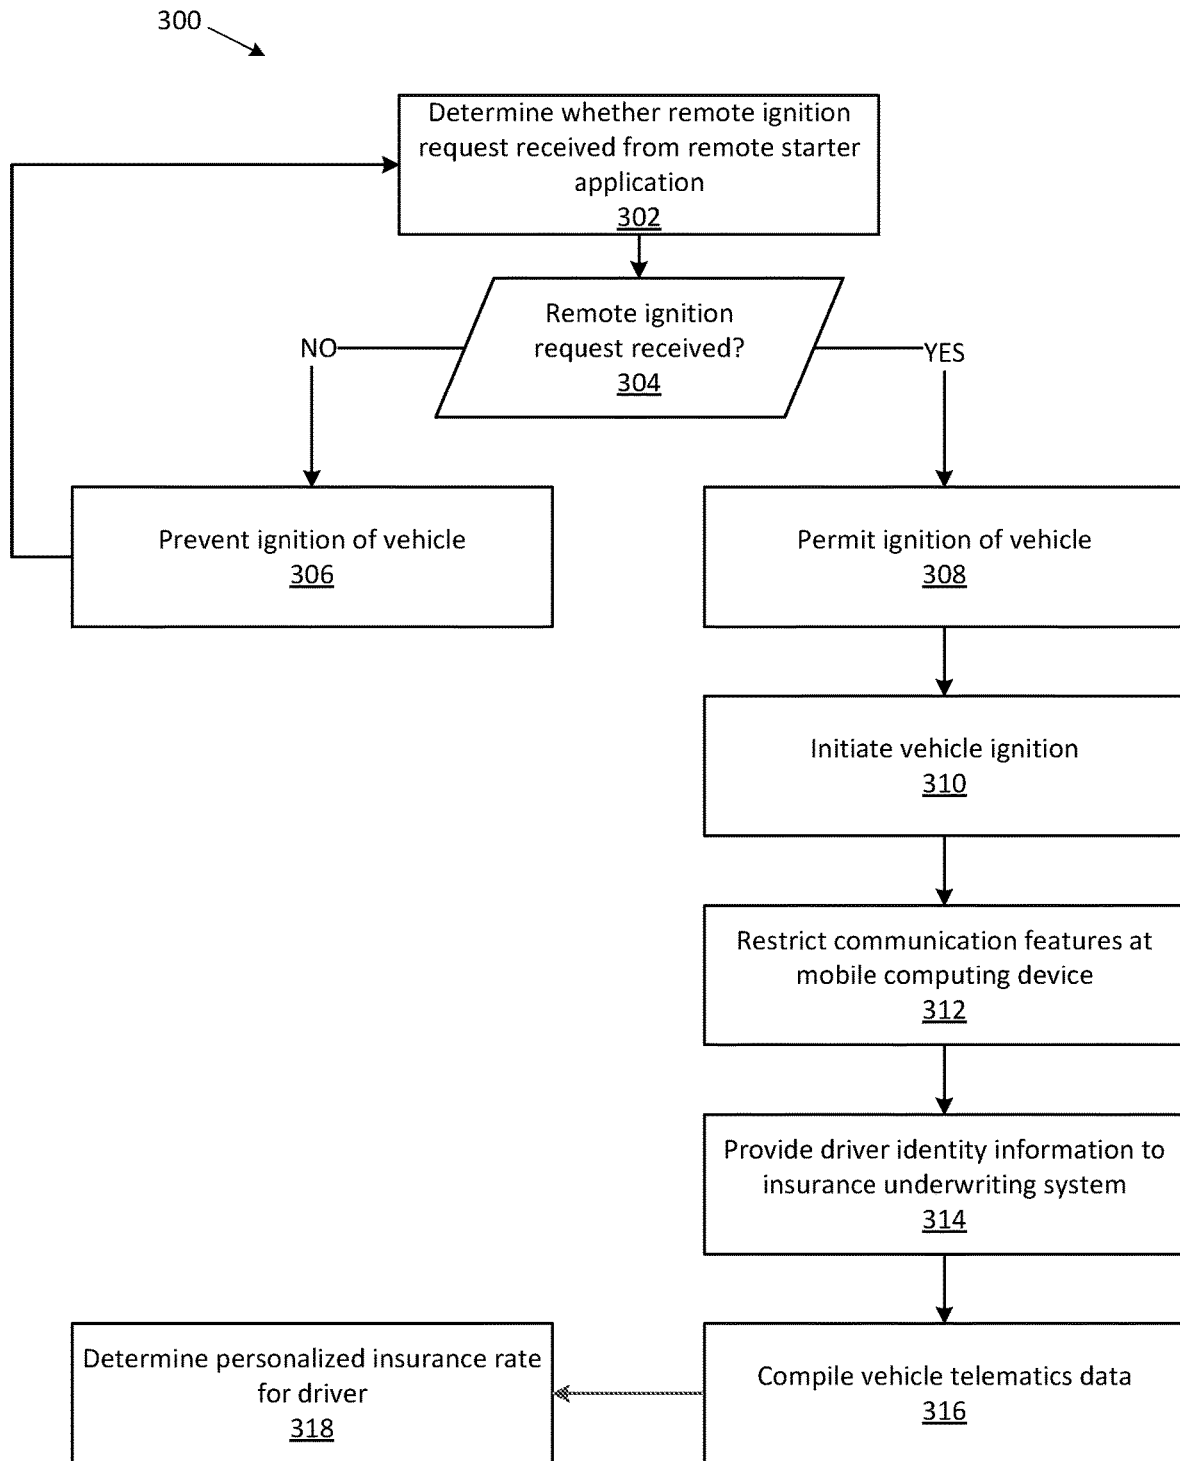 300
Determine whether remote ignition
request received from remote starter
application
302
Remote ignition
request received?
304
NO
YES
Prevent ignition of vehicle
306
Permit ignition of vehicle
308
Initiate vehicle ignition
310
Restrict communication features at
mobile computing device
312
Provide driver identity information to
insurance underwriting system
314
Determine personalized insurance rate
for driver
318
Compile vehicle telematics data
316